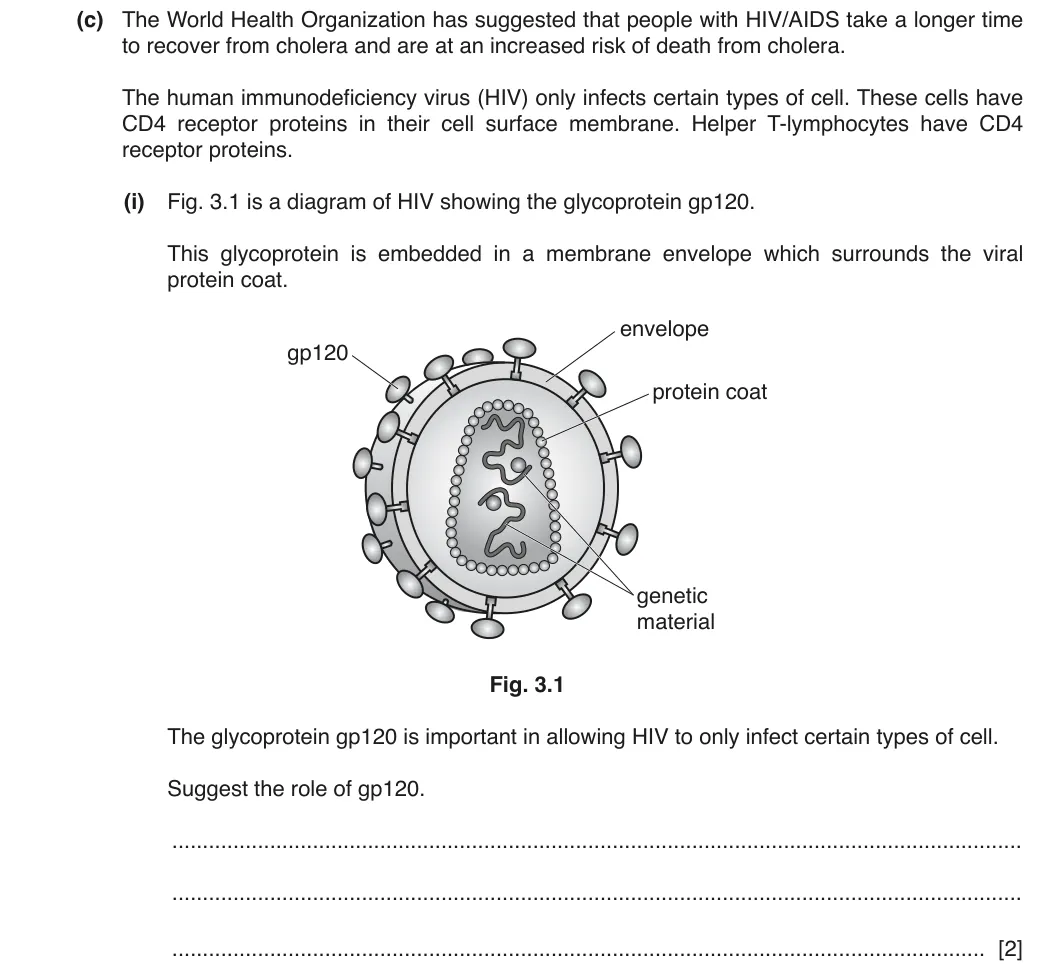 (c) The World Health Organization has suggested that people with HIV/AIDS take a longer time
to recover from cholera and are at an increased risk of death from cholera.
The human immunodeficiency virus (HIV) only infects certain types of cell. These cells have
CD4 receptor proteins in their cell surface membrane. Helper T-lymphocytes have CD4
receptor proteins.
(i) Fig. 3.1 is a diagram of HIV showing the glycoprotein gp120.
This glycoprotein is embedded in a membrane envelope which surrounds the viral
protein coat.
envelope
gp120
protein coat
genetic
material
Fig. 3.1
The glycoprotein gp120 is important in allowing HIV to only infect certain types of cell.
Suggest the role of gp120.
[2]